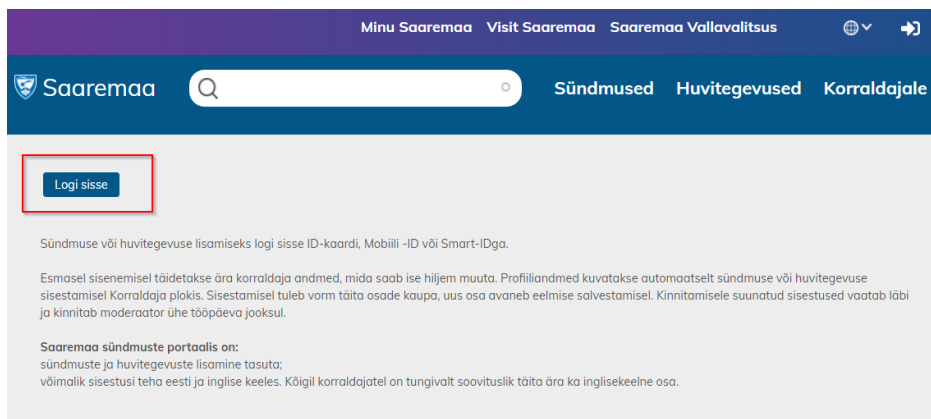 Minu Saaremaa Visit Saaremaa Saaremaa Vallavalitsus
Saaremaa Sündmused Huvitegevused Korraldajale
Logi sisse
Sündmuse või huvitegevuse lisamiseks logi sisse ID-kaardi, Mobiili -ID või Smart-IDga.
Esmasel sisenemisel täidetakse ära korraldaja andmed, mida saab ise hiljem muuta. Profiiliandmed kuvatakse automaatselt sündmuse või huvitegevuse
sisestamisel Korraldaja plokis. Sisestamisel tuleb vorm täita osade kaupa, uus osa avaneb eelmise salvestamisel. Kinnitamisele suunatud sisestused vaatab läbi
ja kinnitab moderaator ühe tööpäeva jooksul.
Saaremaa sündmuste portaalis on:
sündmuste ja huvitegevuste lisamine tasuta;
võimalik sisestusi teha eesti ja inglise keeles. Kõigil korraldajatel on tungivalt soovituslik täita ära ka inglisekeelne osa.